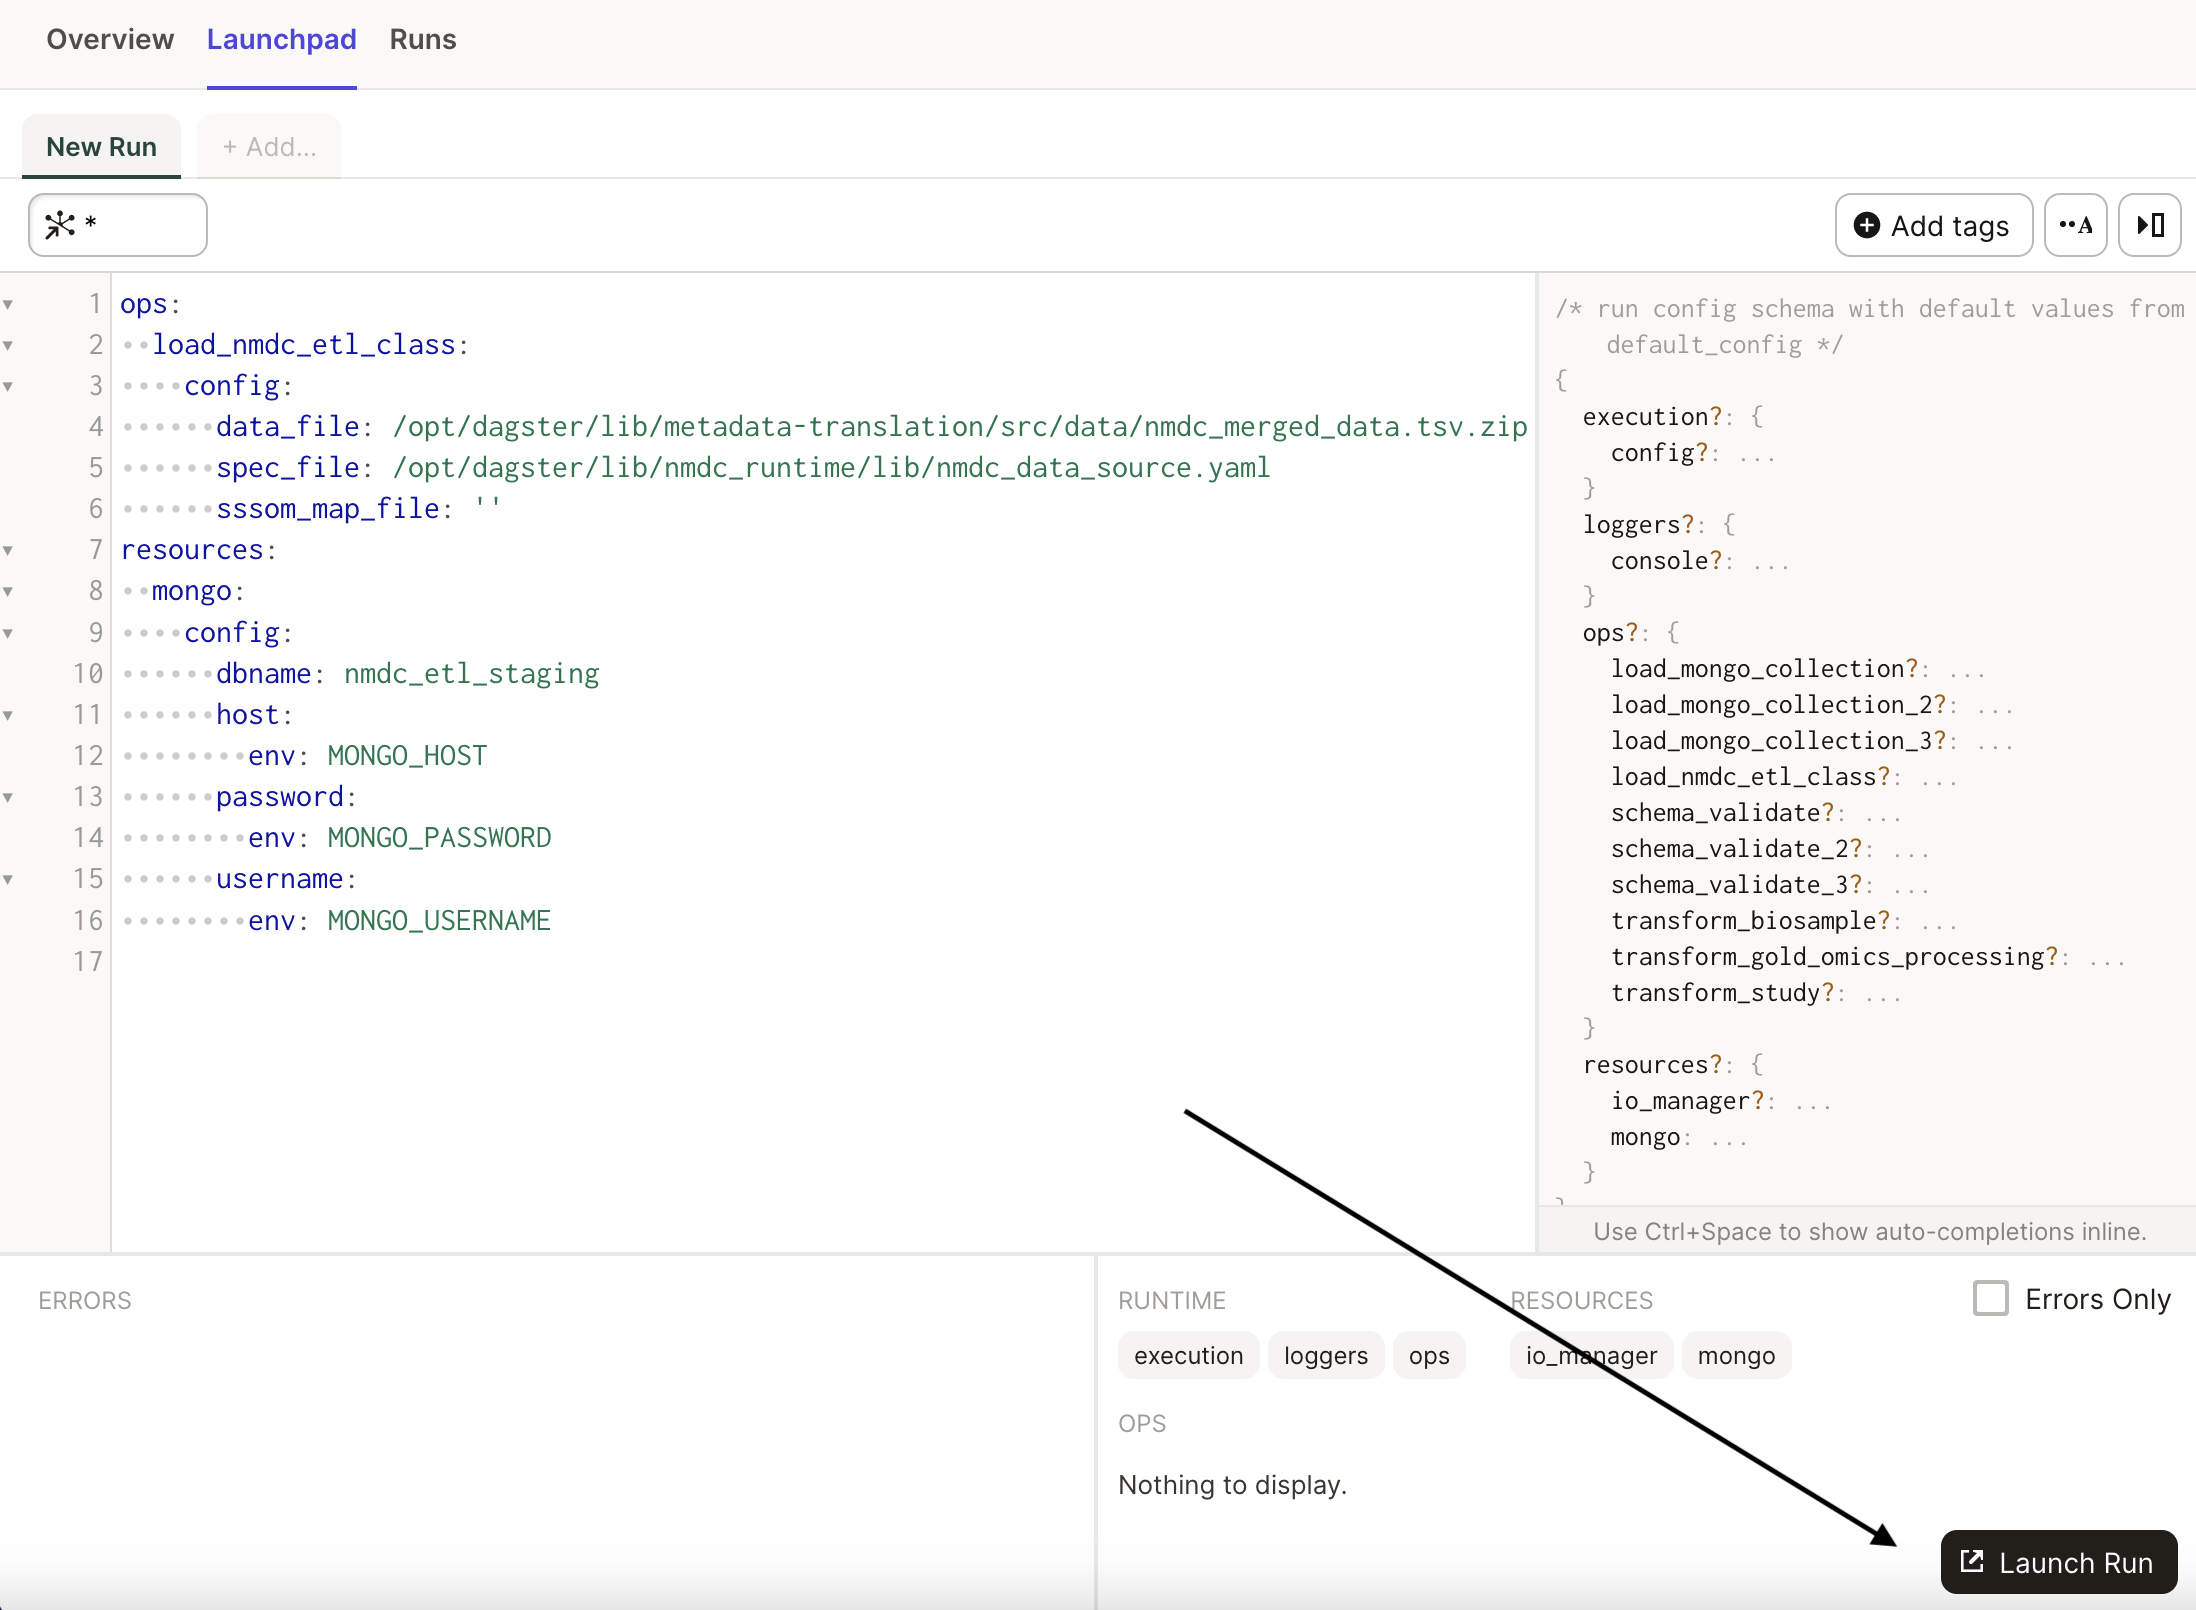 Overview Launchpad Runs
New Run + Add...
* Add tags ••A
1 ops:
2   load_nmdc_etl_class:
3     config:
4       data_file: /opt/dagster/lib/metadata-translation/src/data/nmdc_merged_data.tsv.zip
5       spec_file: /opt/dagster/lib/nmdc_runtime/lib/nmdc_data_source.yaml
6       sssom_map_file: ''
7 resources:
8   mongo:
9     config:
10       dbname: nmdc_etl_staging
11       host:
12         env: MONGO_HOST
13       password:
14         env: MONGO_PASSWORD
15       username:
16         env: MONGO_USERNAME
17
/* run config schema with default values from
default_config */
{
  execution?: {
    config?: ...
  }
  loggers?: {
    console?: ...
  }
  ops?: {
    load_mongo_collection?: ...
    load_mongo_collection_2?: ...
    load_mongo_collection_3?: ...
    load_nmdc_etl_class?: ...
    schema_validate?: ...
    schema_validate_2?: ...
    schema_validate_3?: ...
    transform_biosample?: ...
    transform_gold_omics_processing?: ...
    transform_study?: ...
  }
  resources?: {
    io_manager?: ...
    mongo: ...
  }
}
Use Ctrl+Space to show auto-completions inline.
ERRORS
RUNTIME RESOURCES Errors Only
execution loggers ops io_manager mongo
OPS
Nothing to display.
Launch Run